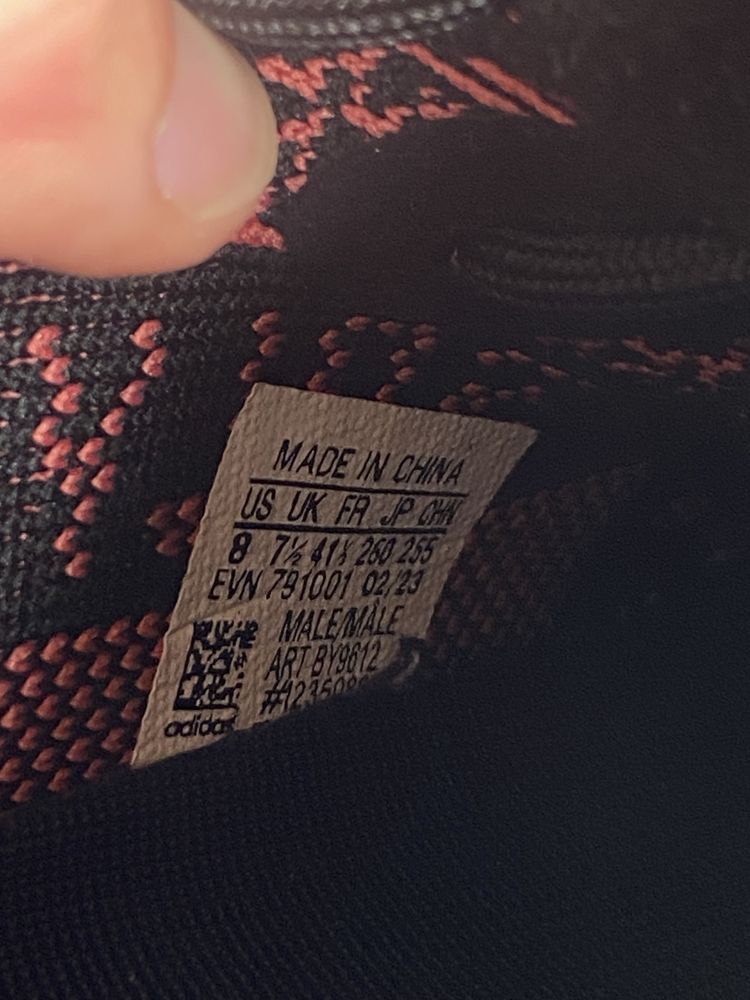 MADE IN CHINA
US UK FR JP CHN
8 7½ 41⅓ 260 255
EVN 791001 02/23
MALE/MÂLE
ART BY9612
adidas